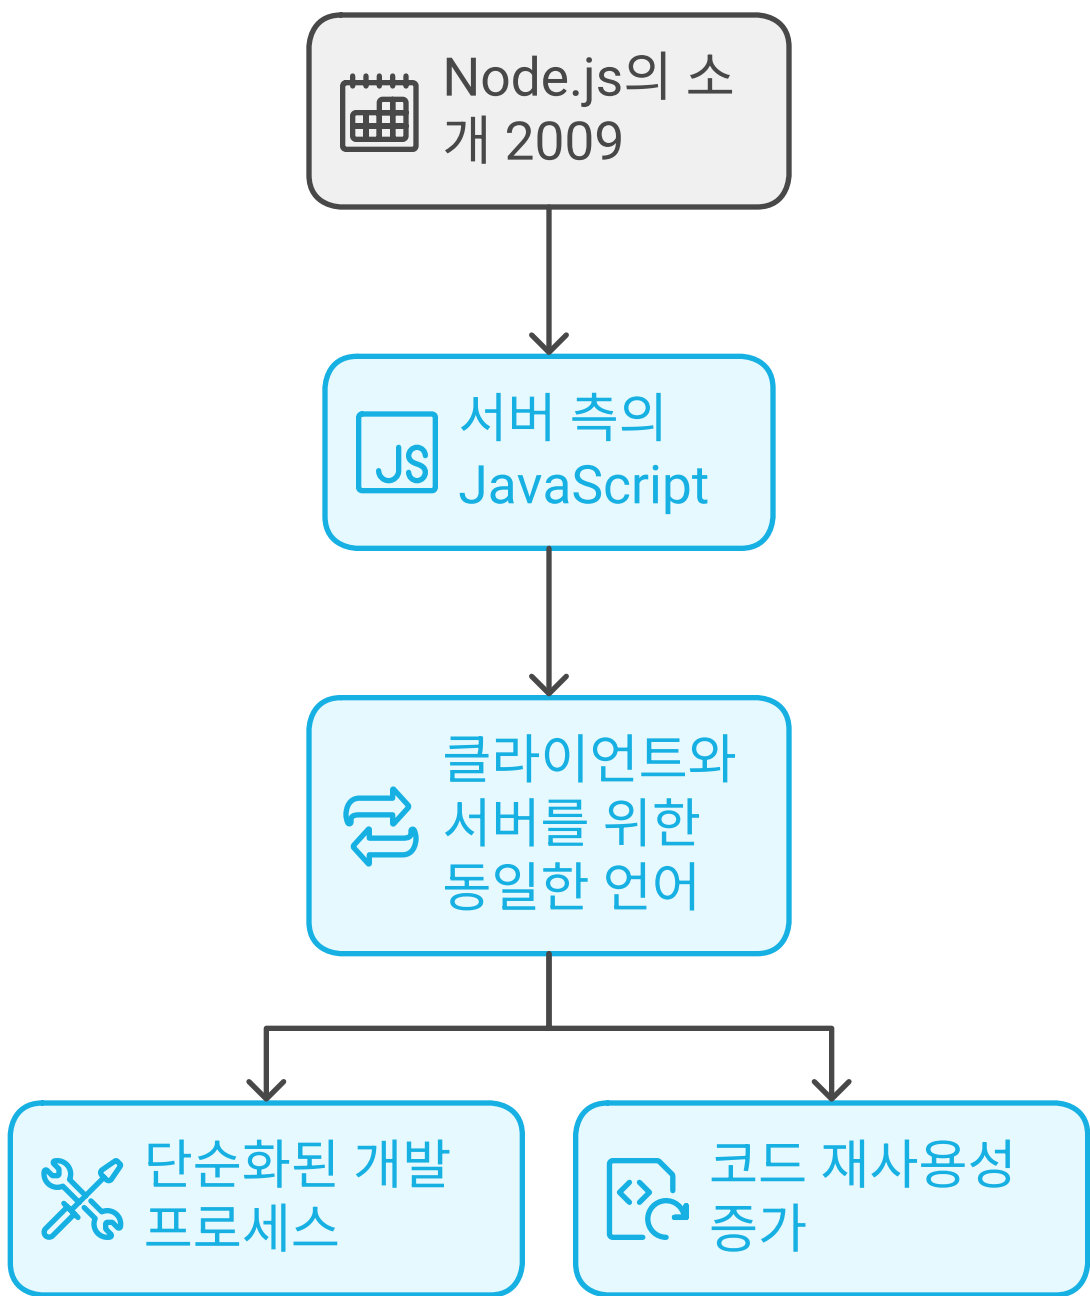 Node.js의 소
개 2009
JS
서버 측의
JavaScript
클라이언트와
서버를 위한
동일한 언어
단순화된 개발
프로세스
코드 재사용성
증가